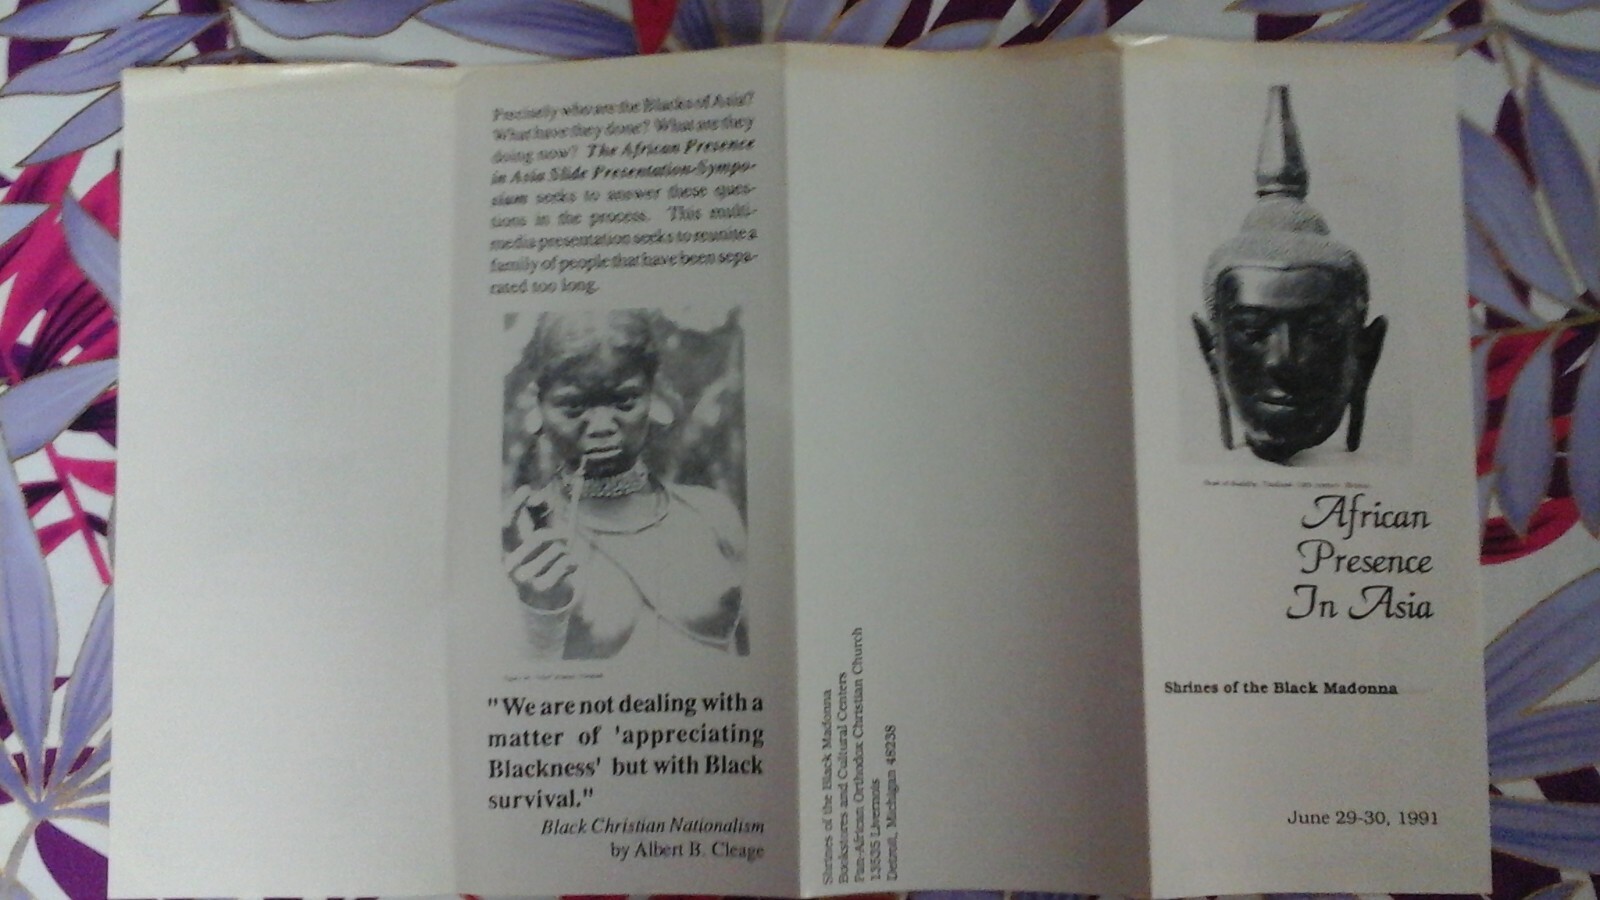 Precisely who are the Blacks of Asia?
What have they done? What are they
doing now? The African Presence
in Asia Slide Presentation-Sympo-
sium seeks to answer these ques-
tions in the process. This multi-
media presentation seeks to reunite a
family of people that have been sepa-
rated too long.
"We are not dealing with a
matter of 'appreciating
Blackness' but with Black
survival."
Black Christian Nationalism
by Albert B. Cleage
Shrines of the Black Madonna
Bookstores and Cultural Centers
Pan-African Orthodox Christian Church
13535 Livernois
Detroit, Michigan 48238
African
Presence
In Asia
Shrines of the Black Madonna
June 29-30, 1991